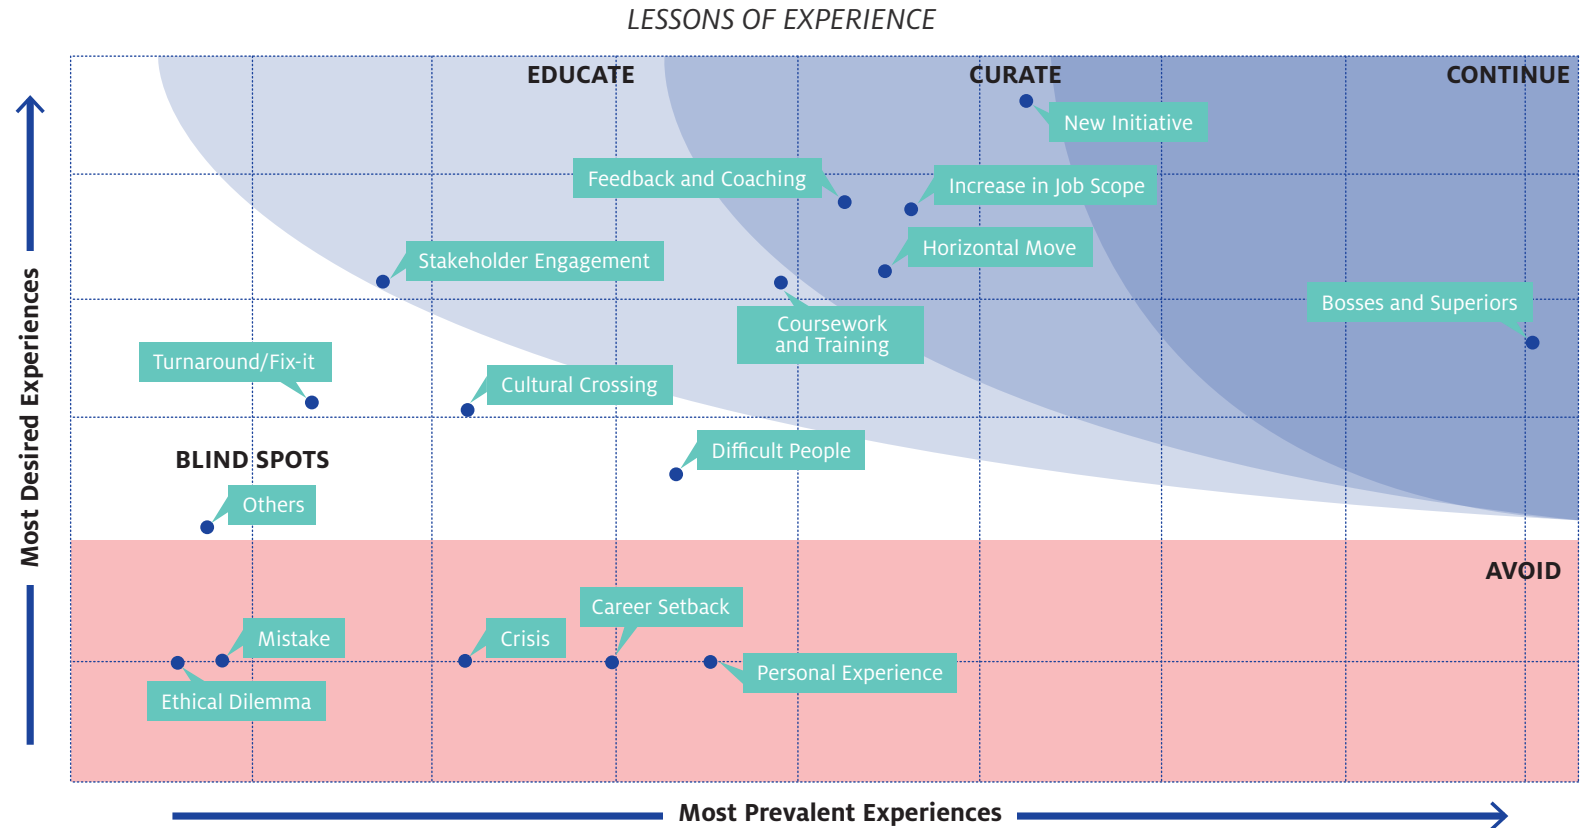 LESSONS OF EXPERIENCE
EDUCATE
CURATE
CONTINUE
New Initiative
Feedback and Coaching
Increase in Job Scope
Horizontal Move
Stakeholder Engagement
Bosses and Superiors
Coursework
and Training
Turnaround/Fix-it
Cultural Crossing
Difficult People
BLIND SPOTS
Others
AVOID
Career Setback
Mistake
Crisis
Personal Experience
Ethical Dilemma
Most Desired Experiences
Most Prevalent Experiences